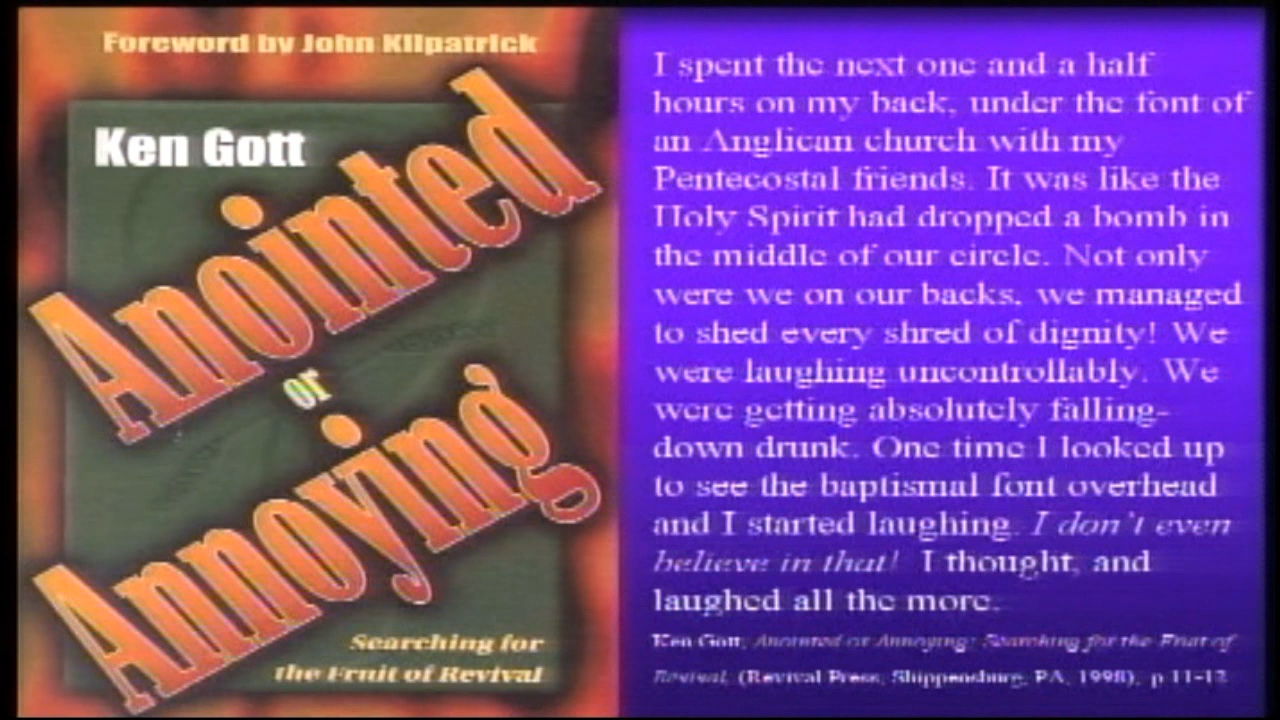 Foreword by John Kilpatrick
Ken Gott
Anointed
or
Annoying
Searching for
the Fruit of Revival
I spent the next one and a half
hours on my back, under the font of
an Anglican church with my
Pentecostal friends. It was like the
Holy Spirit had dropped a bomb in
the middle of our circle. Not only
were we on our backs, we managed
to shed every shred of dignity! We
were laughing uncontrollably. We
were getting absolutely falling-
down drunk. One time I looked up
to see the baptismal font overhead
and I started laughing. I don't even
believe in that! I thought, and
laughed all the more.
Ken Gott, Anointed or Annoying: Searching for the Fruit of
Revival, (Revival Press, Shippensburg, PA, 1998), p 11-12